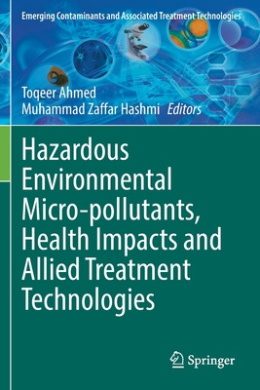 Emerging Contaminants and Associated Treatment Technologies
Toqeer Ahmed
Muhammad Zaffar Hashmi Editors
Hazardous
Environmental
Micro-pollutants,
Health Impacts and
Allied Treatment
Technologies
Springer